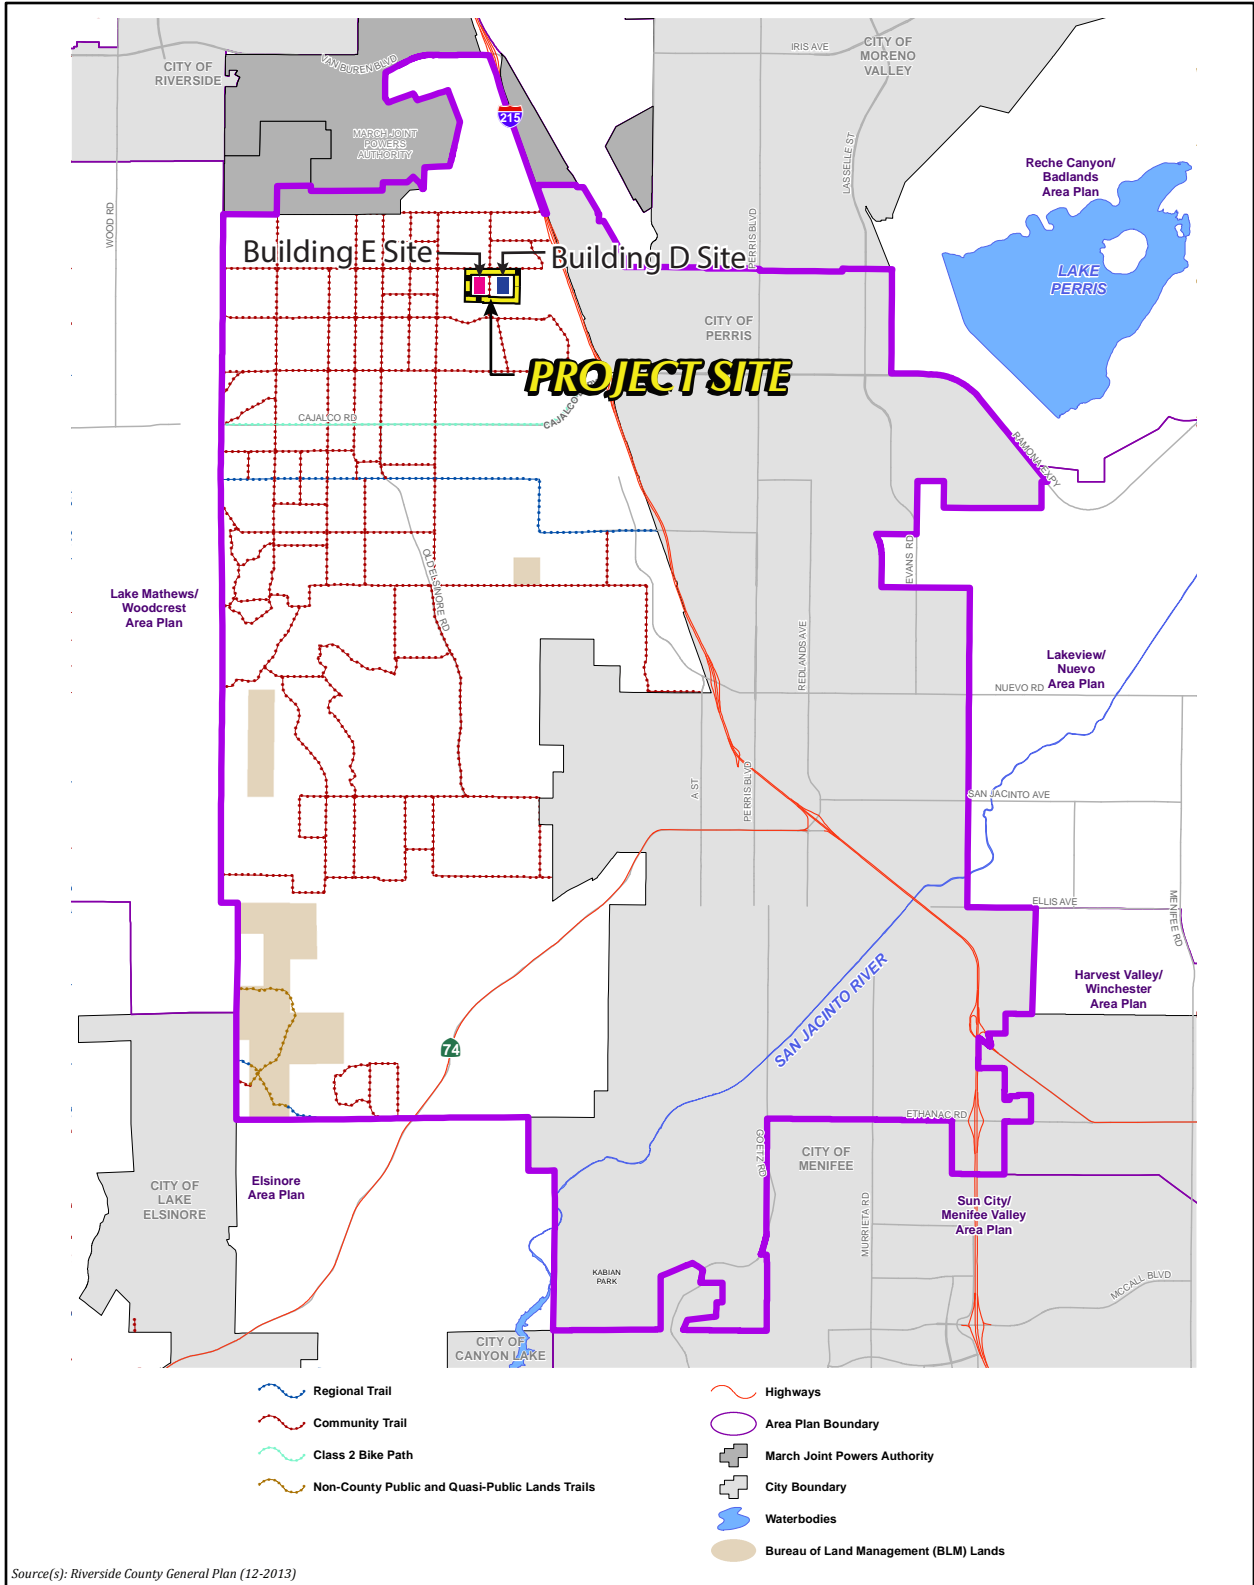 CITY OF
RIVERSIDE
VAN BUREN BLVD
IRIS AVE
CITY OF
MORENO
VALLEY
215
MARCH JOINT
POWERS
AUTHORITY
LASSELLE ST
Reche Canyon/
Badlands
Area Plan
WOOD RD
PERRIS BLVD
Building E Site
Building D Site
LAKE
PERRIS
CITY OF
PERRIS
PROJECT SITE
CAJALCO RD
CAJALCO
RAMONA EXPY
OLD ELSINORE RD
EVANS RD
Lake Mathews/
Woodcrest
Area Plan
REDLANDS AVE
Lakeview/
Nuevo
Area Plan
NUEVO RD
A ST
PERRIS BLVD
SAN JACINTO AVE
ELLIS AVE
MENIFEE RD
SAN JACINTO RIVER
Harvest Valley/
Winchester
Area Plan
74
ETHANAC RD
GOETZ RD
CITY OF
MENIFEE
CITY OF
LAKE
ELSINORE
Elsinore
Area Plan
MURRIETA RD
Sun City/
Menifee Valley
Area Plan
KABIAN
PARK
MCCALL BLVD
CITY OF
CANYON LAKE
Regional Trail
Community Trail
Class 2 Bike Path
Non-County Public and Quasi-Public Lands Trails
Highways
Area Plan Boundary
March Joint Powers Authority
City Boundary
Waterbodies
Bureau of Land Management (BLM) Lands
Source(s): Riverside County General Plan (12-2013)